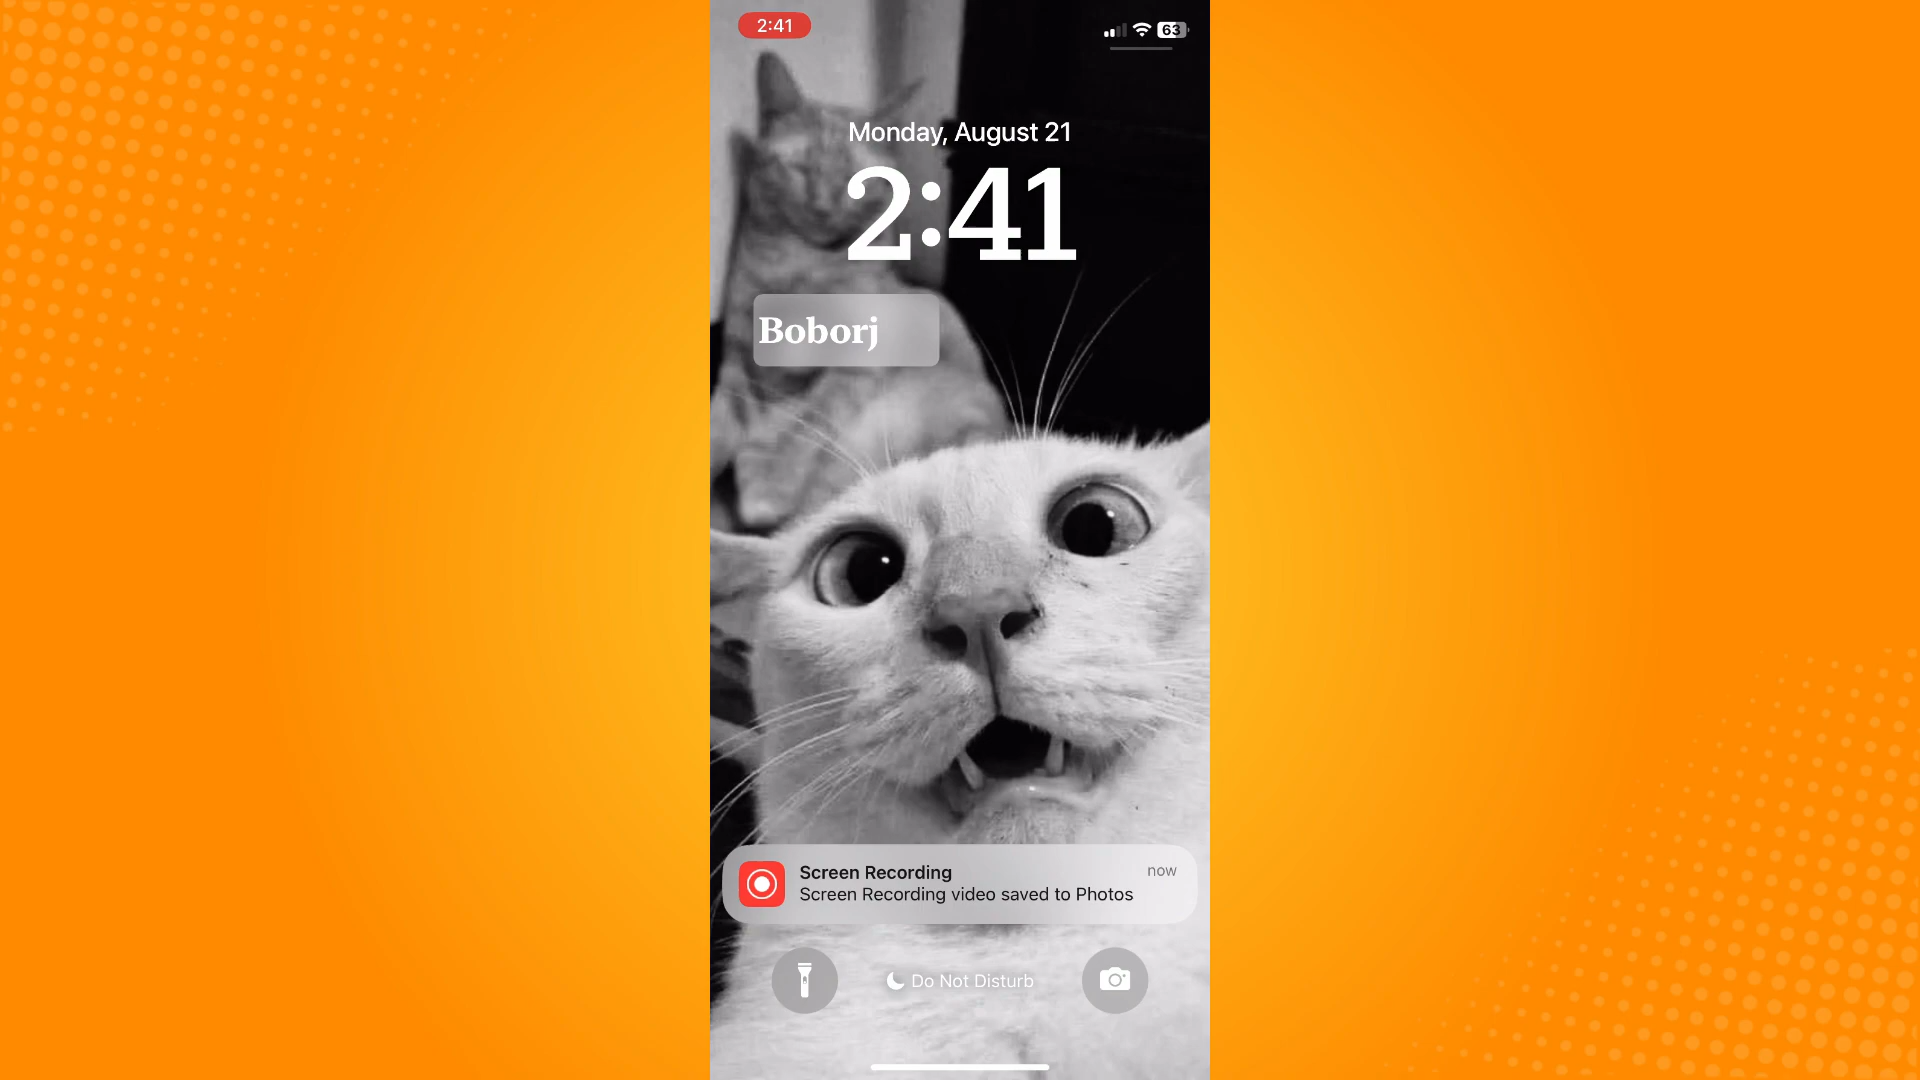 2:41
63
Monday, August 21
2:41
Boborj
Screen Recording
now
Screen Recording video saved to Photos
Do Not Disturb